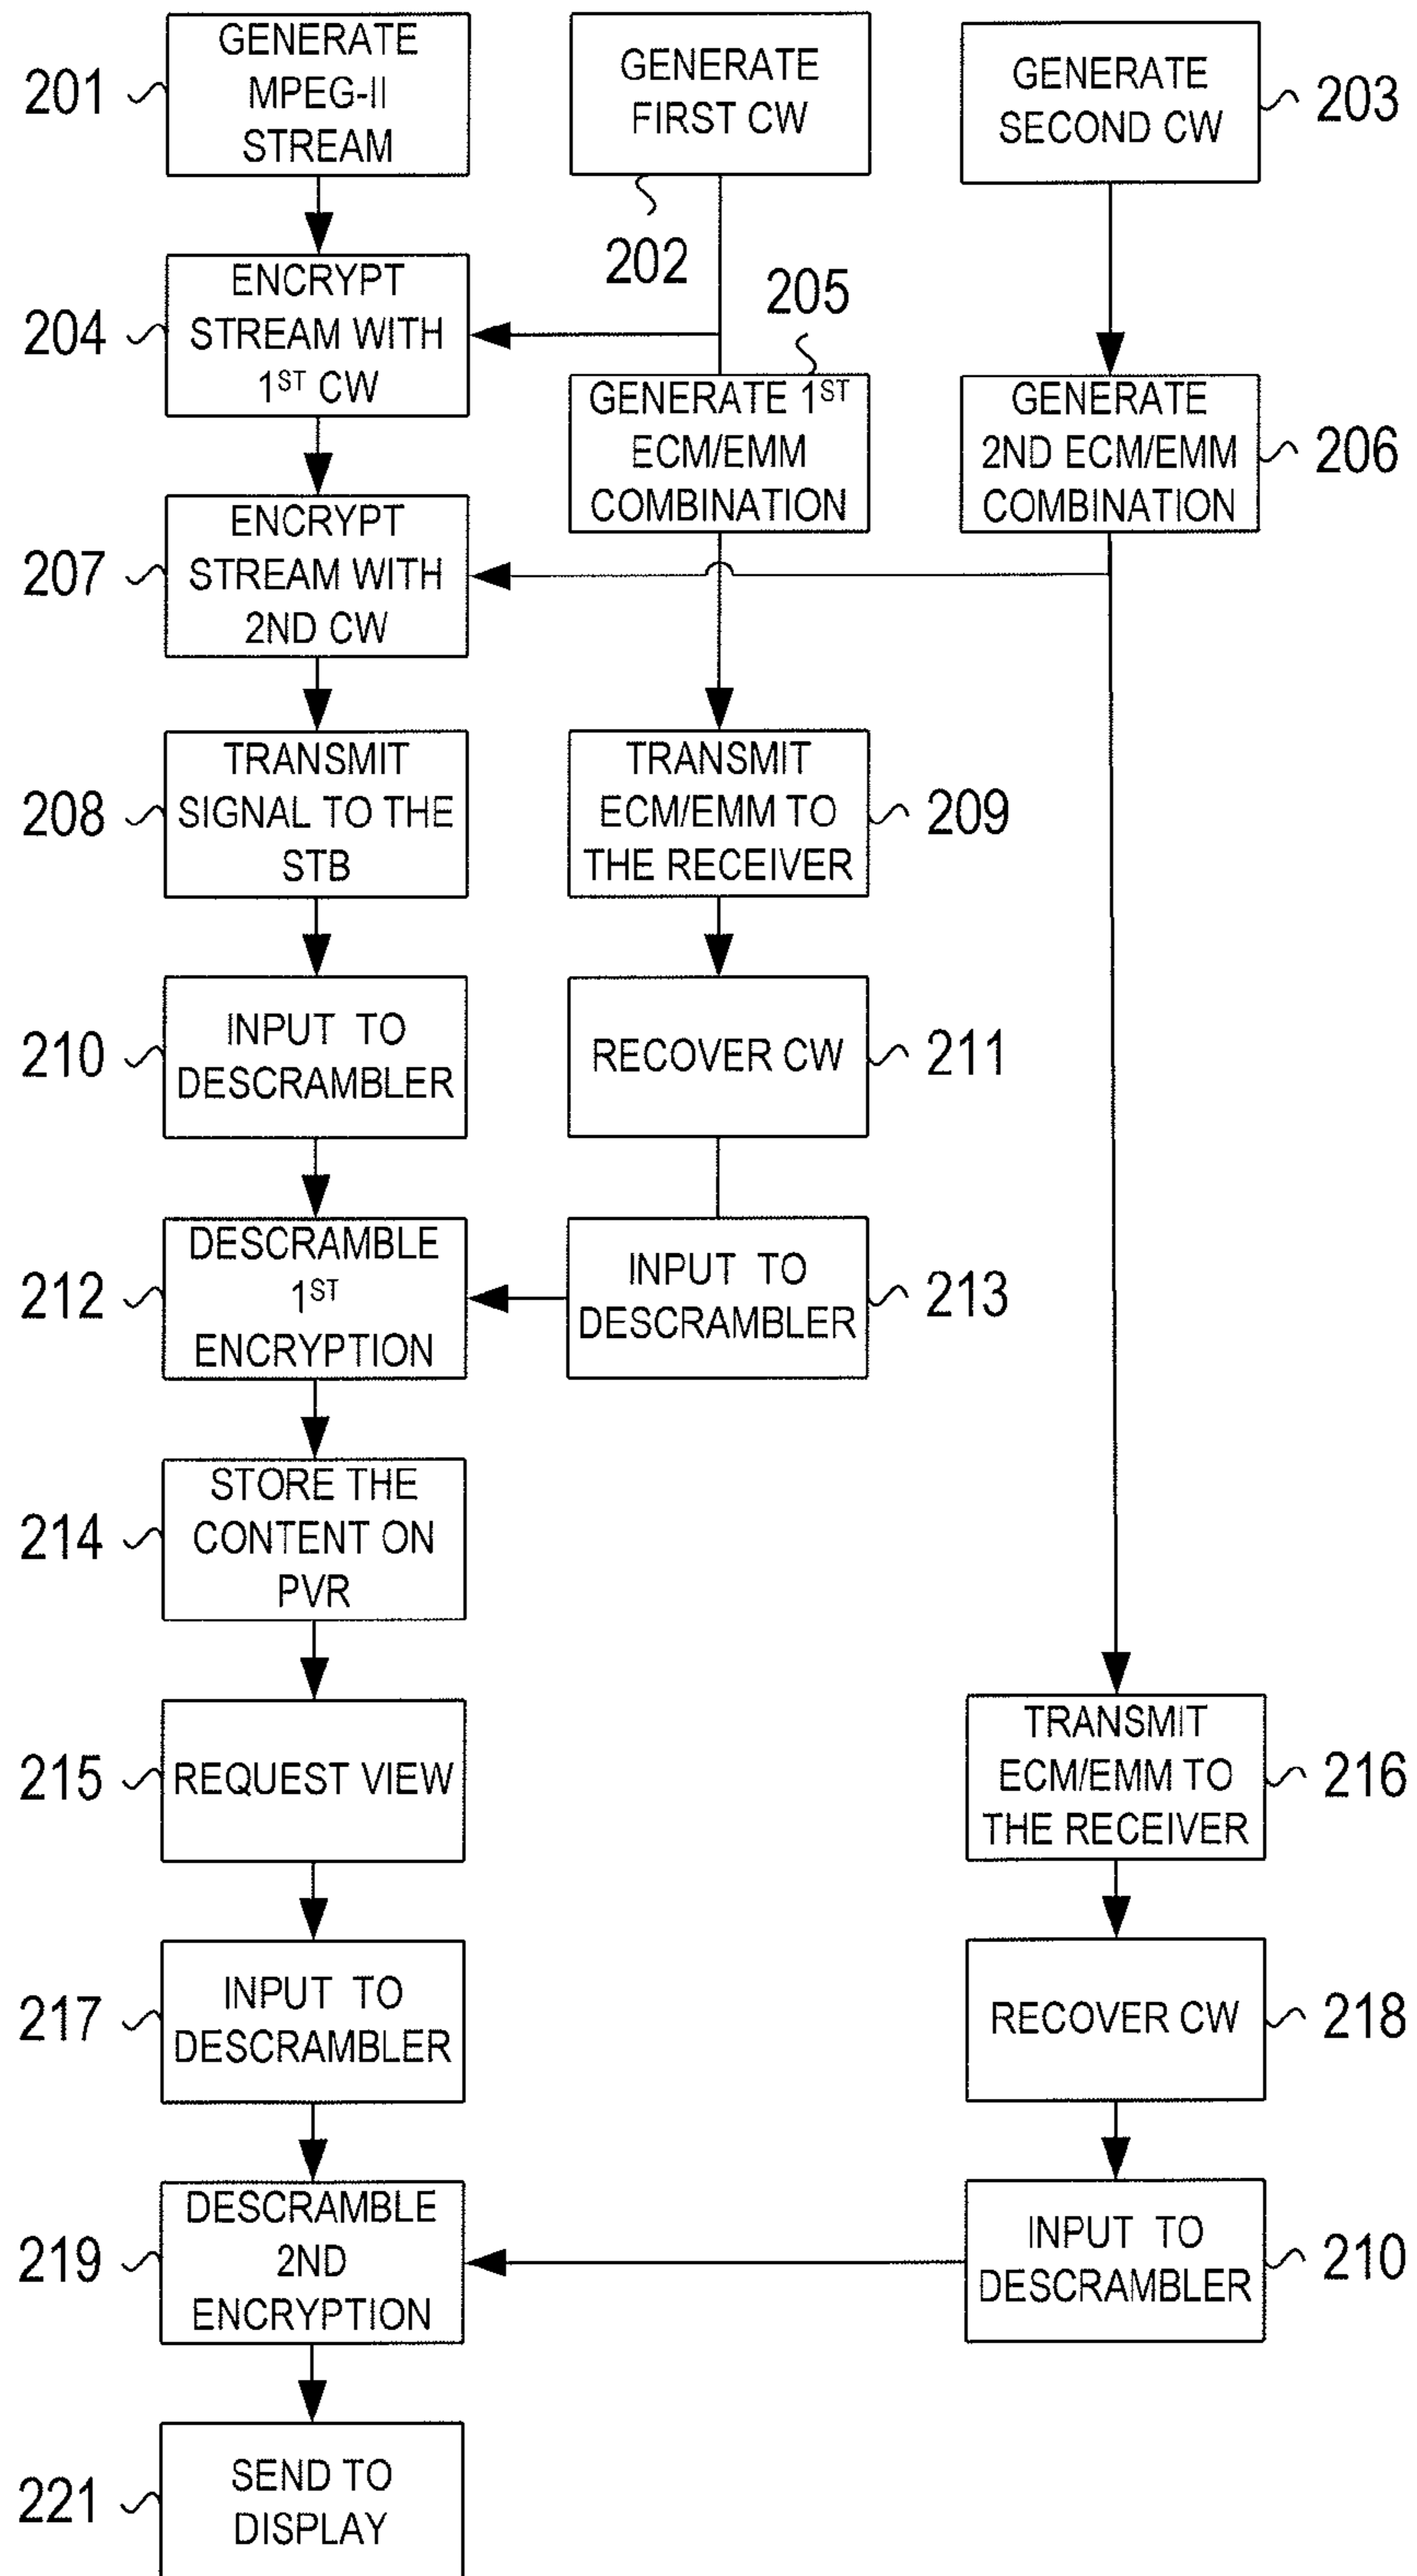 GENERATE
MPEG-II
STREAM
201
GENERATE
FIRST CW
202
GENERATE
SECOND CW
203
ENCRYPT
STREAM WITH
1ST CW
204
205
GENERATE 1ST
ECM/EMM
COMBINATION
GENERATE
2ND ECM/EMM
COMBINATION
206
ENCRYPT
STREAM WITH
2ND CW
207
TRANSMIT
SIGNAL TO THE
STB
208
TRANSMIT
ECM/EMM TO
THE RECEIVER
209
INPUT TO
DESCRAMBLER
210
RECOVER CW
211
DESCRAMBLE
1ST
ENCRYPTION
212
INPUT TO
DESCRAMBLER
213
STORE THE
CONTENT ON
PVR
214
REQUEST VIEW
215
TRANSMIT
ECM/EMM TO
THE RECEIVER
216
INPUT TO
DESCRAMBLER
217
RECOVER CW
218
DESCRAMBLE
2ND
ENCRYPTION
219
INPUT TO
DESCRAMBLER
210
SEND TO
DISPLAY
221